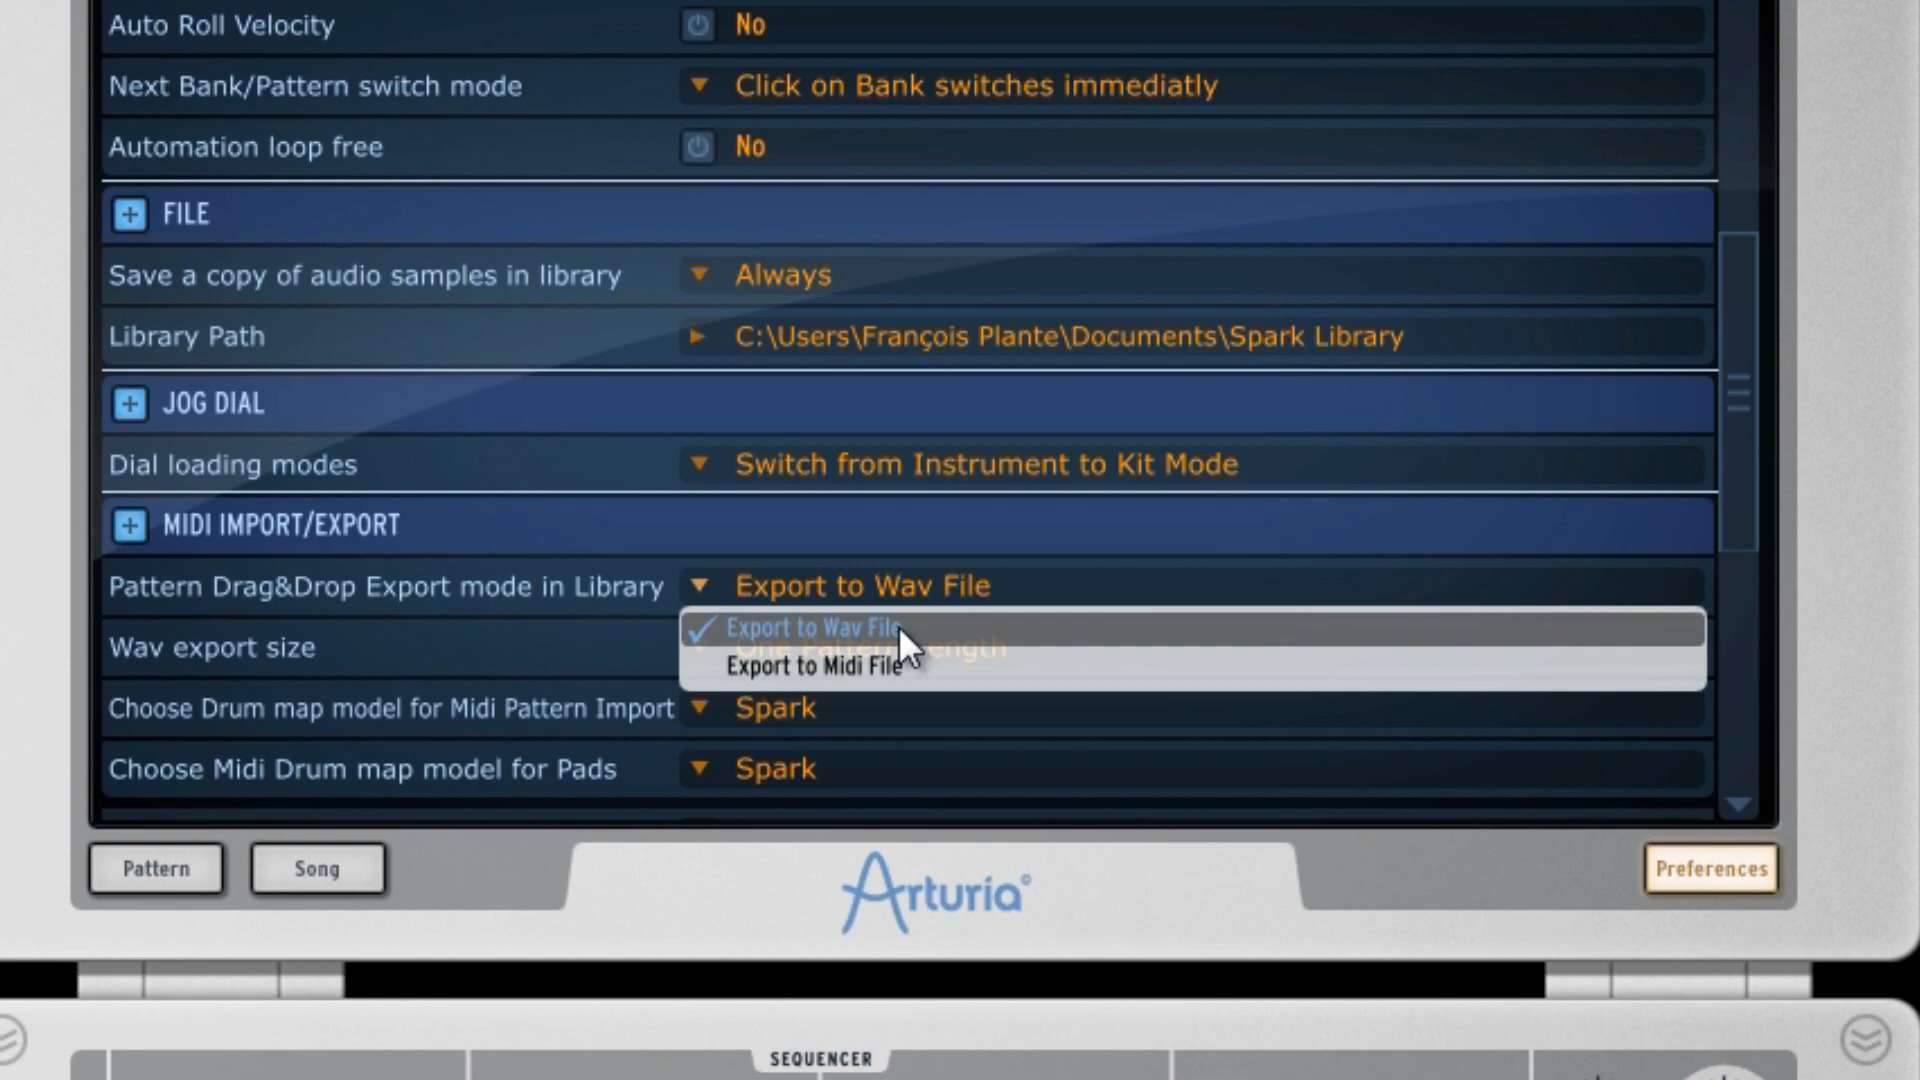 Auto Roll Velocity No
Next Bank/Pattern switch mode Click on Bank switches immediatly
Automation loop free No
FILE
Save a copy of audio samples in library Always
Library Path C:\Users\François Plante\Documents\Spark Library
JOG DIAL
Dial loading modes Switch from Instrument to Kit Mode
MIDI IMPORT/EXPORT
Pattern Drag&Drop Export mode in Library Export to Wav File
Export to Wav File
Wav export size One Pattern Length
Export to Midi File
Choose Drum map model for Midi Pattern Import Spark
Choose Midi Drum map model for Pads Spark
Pattern Song Preferences
Arturia©
SEQUENCER